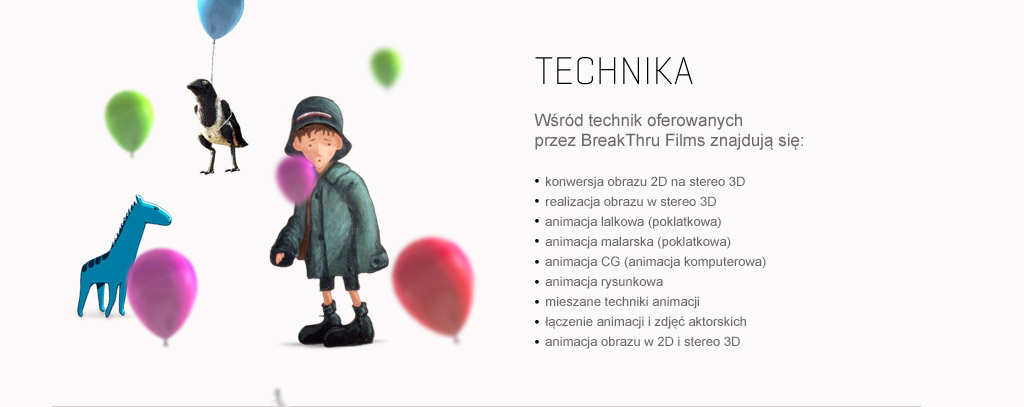 TECHNIKA
Wśród technik oferowanych
przez BreakThru Films znajdują się:
• konwersja obrazu 2D na stereo 3D
• realizacja obrazu w stereo 3D
• animacja lalkowa (poklatkowa)
• animacja malarska (poklatkowa)
• animacja CG (animacja komputerowa)
• animacja rysunkowa
• mieszane techniki animacji
• łączenie animacji i zdjęć aktorskich
• animacja obrazu w 2D i stereo 3D